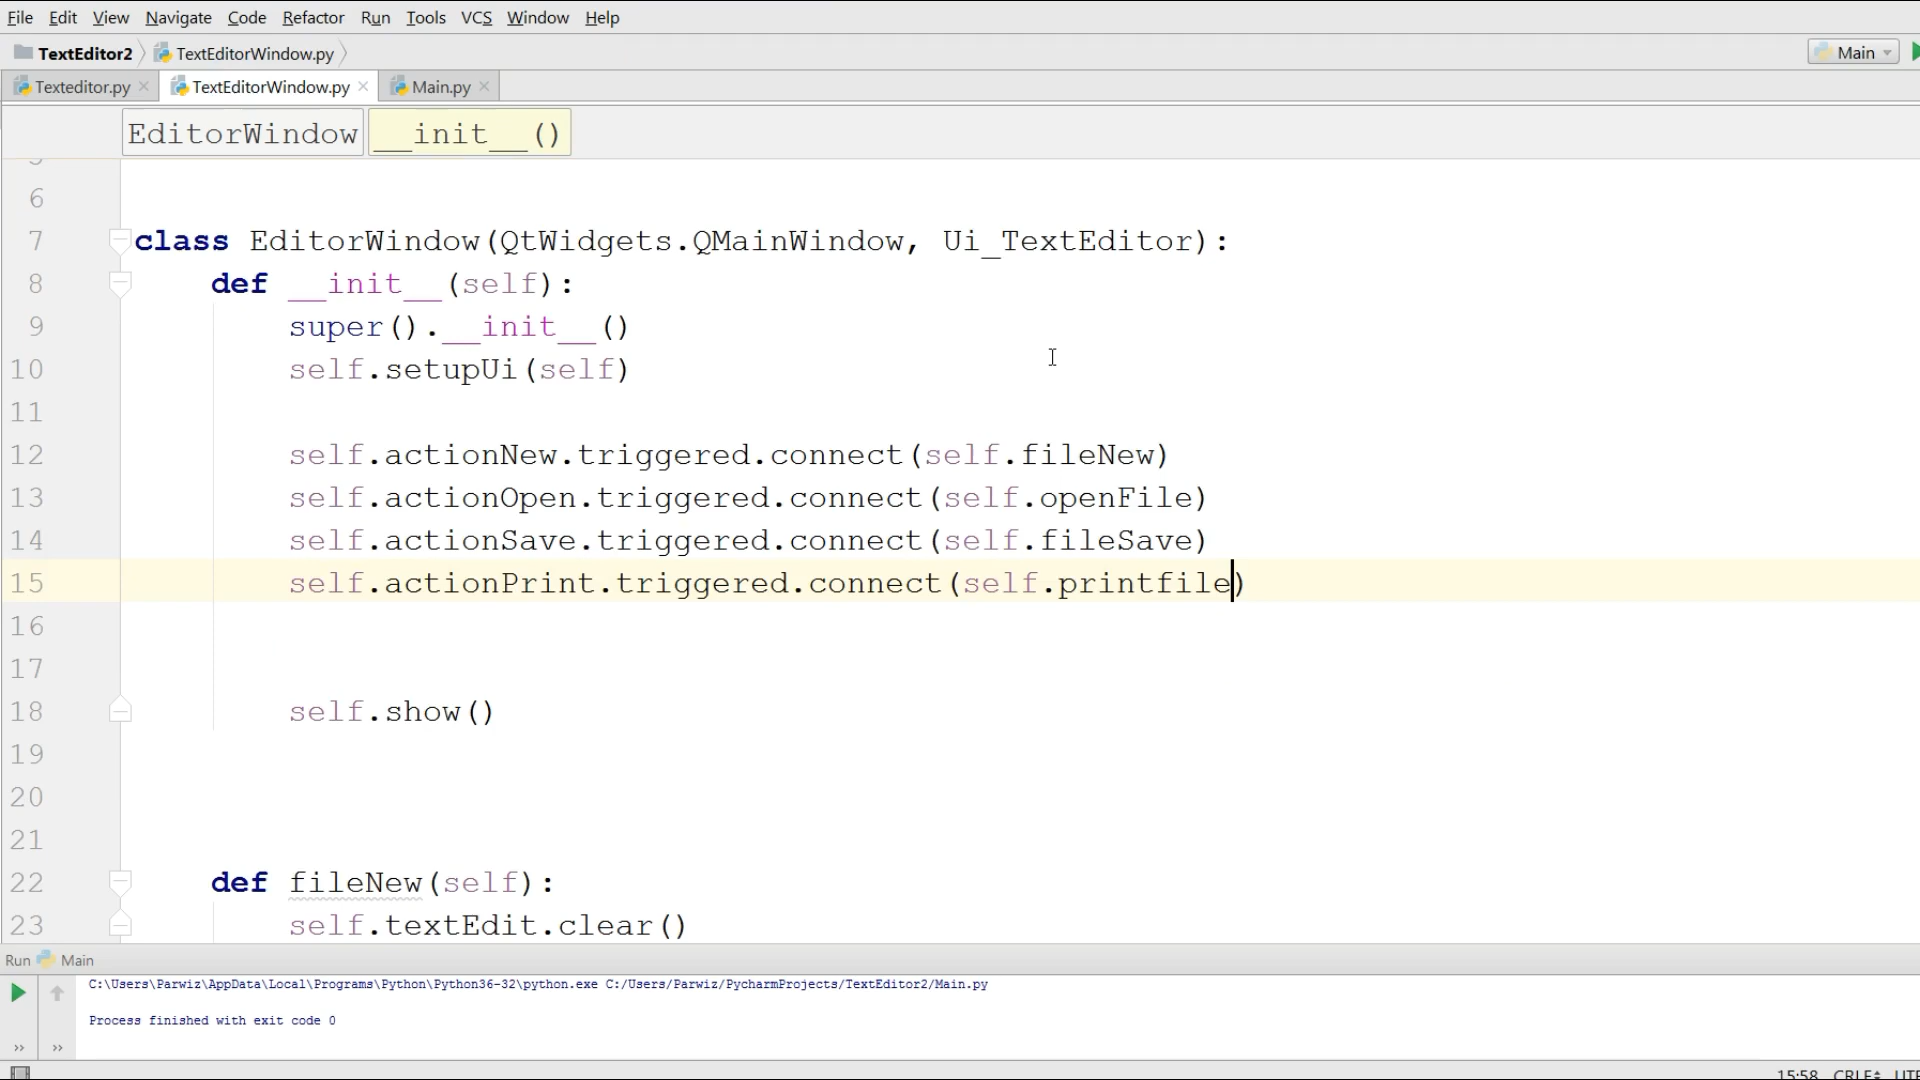 File Edit View Navigate Code Refactor Run Tools VCS Window Help
TextEditor2 TextEditorWindow.py Main
Texteditor.py TextEditorWindow.py Main.py
EditorWindow __init__()
6
7 class EditorWindow(QtWidgets.QMainWindow, Ui_TextEditor):
8 def __init__(self):
9 super().__init__()
10 self.setupUi(self)
11
12 self.actionNew.triggered.connect(self.fileNew)
13 self.actionOpen.triggered.connect(self.openFile)
14 self.actionSave.triggered.connect(self.fileSave)
15 self.actionPrint.triggered.connect(self.printfile)
16
17
18 self.show()
19
20
21
22 def fileNew(self):
23 self.textEdit.clear()
Run Main
C:\Users\Parwiz\AppData\Local\Programs\Python\Python36-32\python.exe C:/Users/Parwiz/PycharmProjects/TextEditor2/Main.py
Process finished with exit code 0
15:58 CRLF